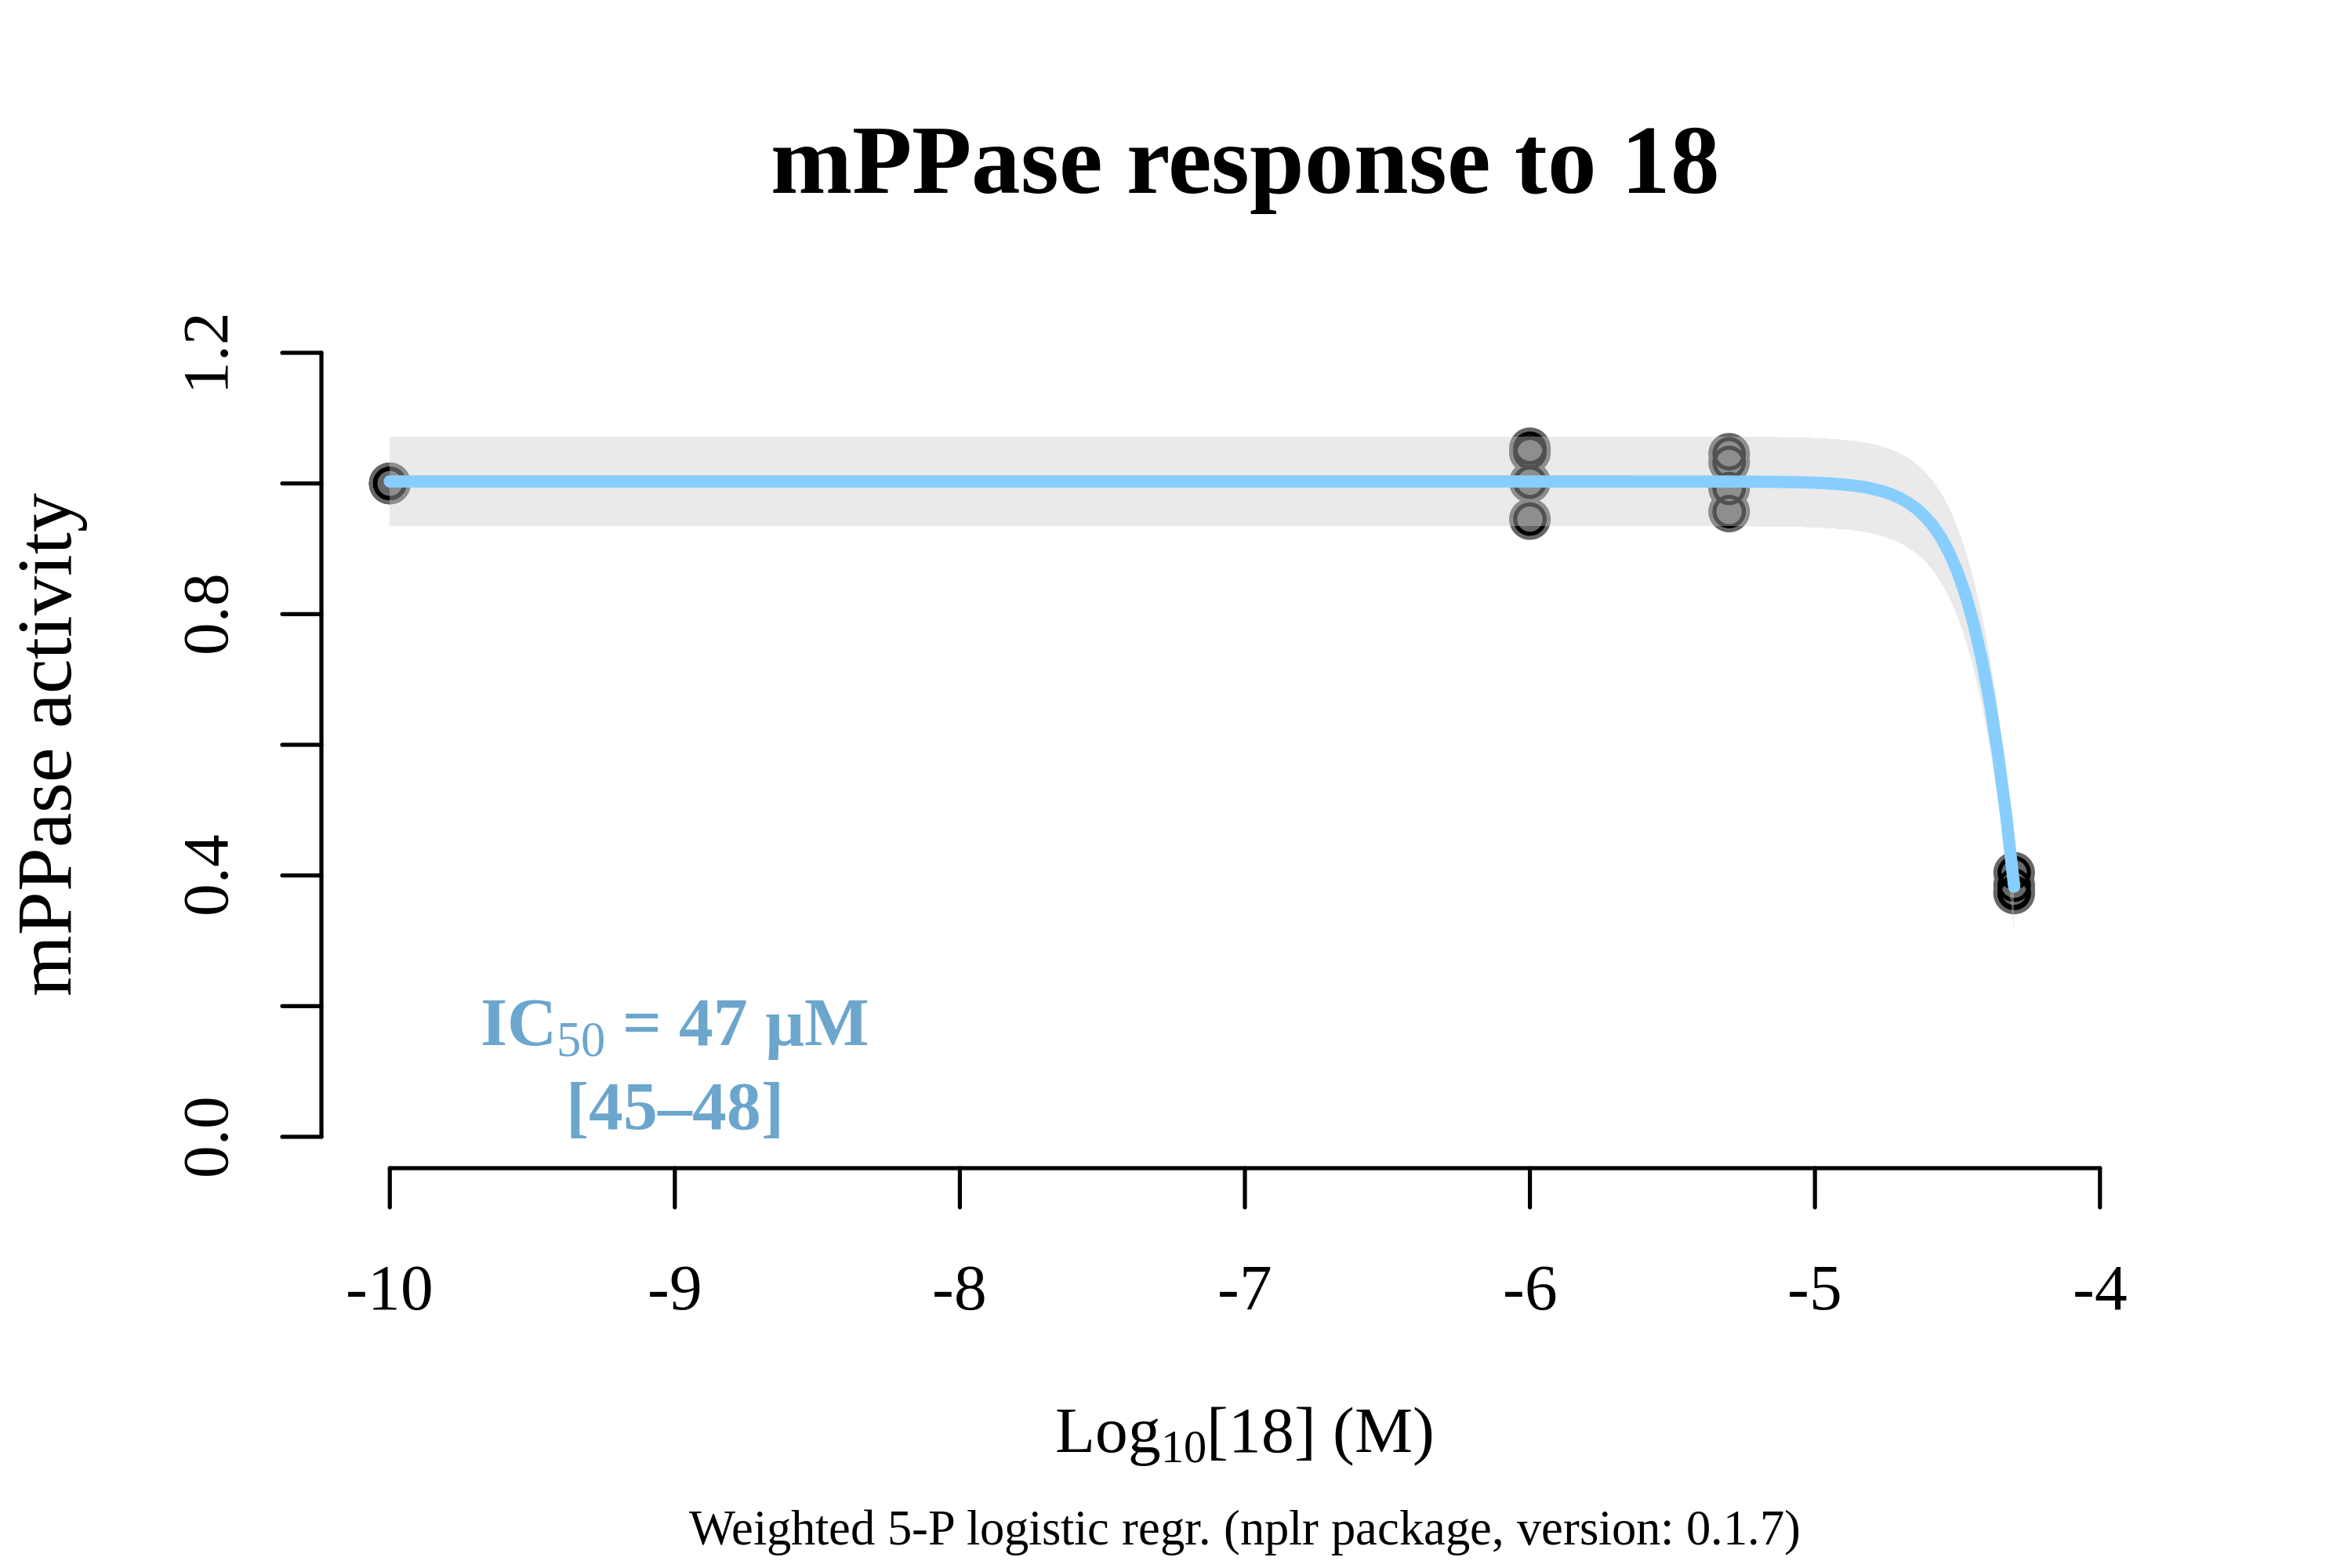 mPPase response to 18
mPPase activity
1.2
0.8
0.4
0.0
IC50 = 47 µM
[45–48]
-10 -9 -8 -7 -6 -5 -4
Log10[18] (M)
Weighted 5-P logistic regr. (nplr package, version: 0.1.7)